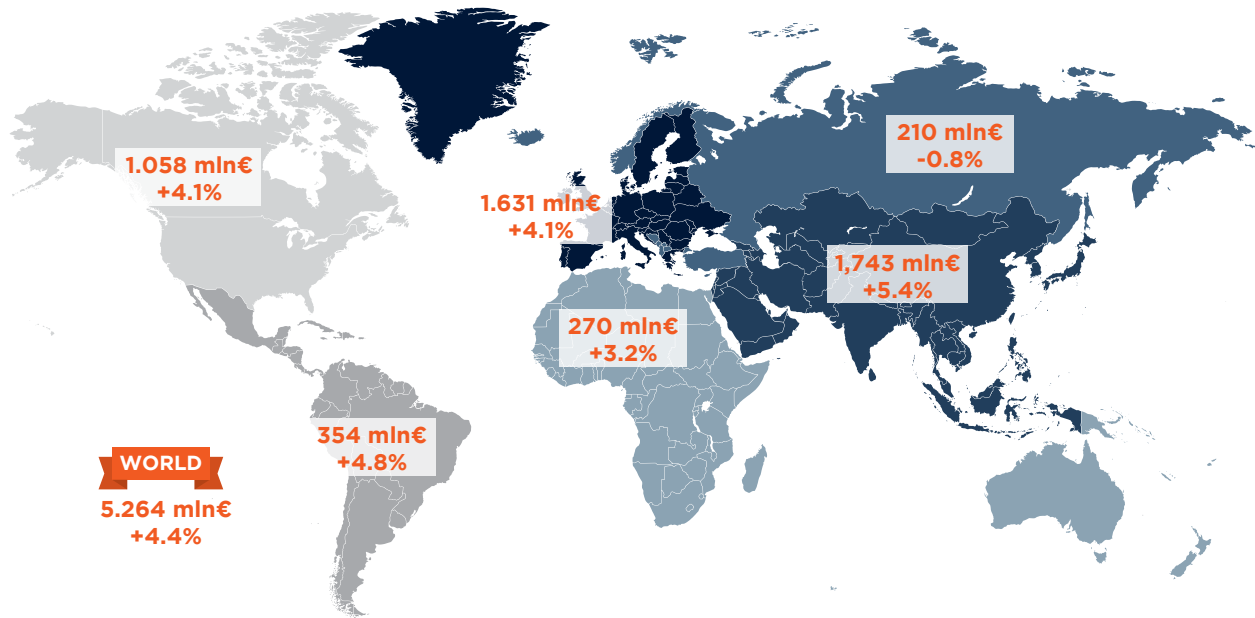 210 mln€
-0.8%
1.058 mln€
+4.1%
1.631 mln€
+4.1%
1,743 mln€
+5.4%
270 mln€
+3.2%
354 mln€
+4.8%
WORLD
5.264 mln€
+4.4%